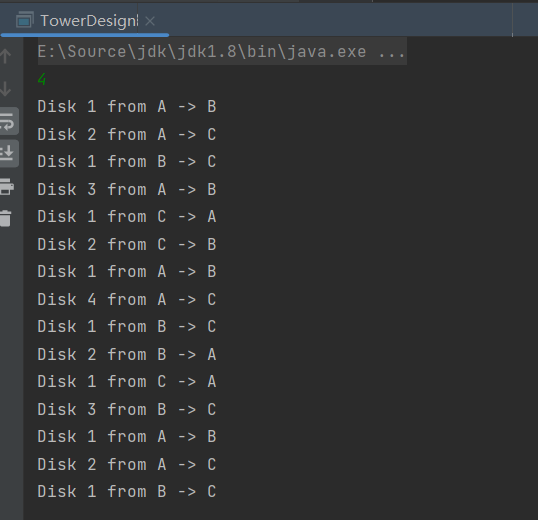 TowerDesign
E:\Source\jdk\jdk1.8\bin\java.exe ...
4
Disk 1 from A -> B
Disk 2 from A -> C
Disk 1 from B -> C
Disk 3 from A -> B
Disk 1 from C -> A
Disk 2 from C -> B
Disk 1 from A -> B
Disk 4 from A -> C
Disk 1 from B -> C
Disk 2 from B -> A
Disk 1 from C -> A
Disk 3 from B -> C
Disk 1 from A -> B
Disk 2 from A -> C
Disk 1 from B -> C